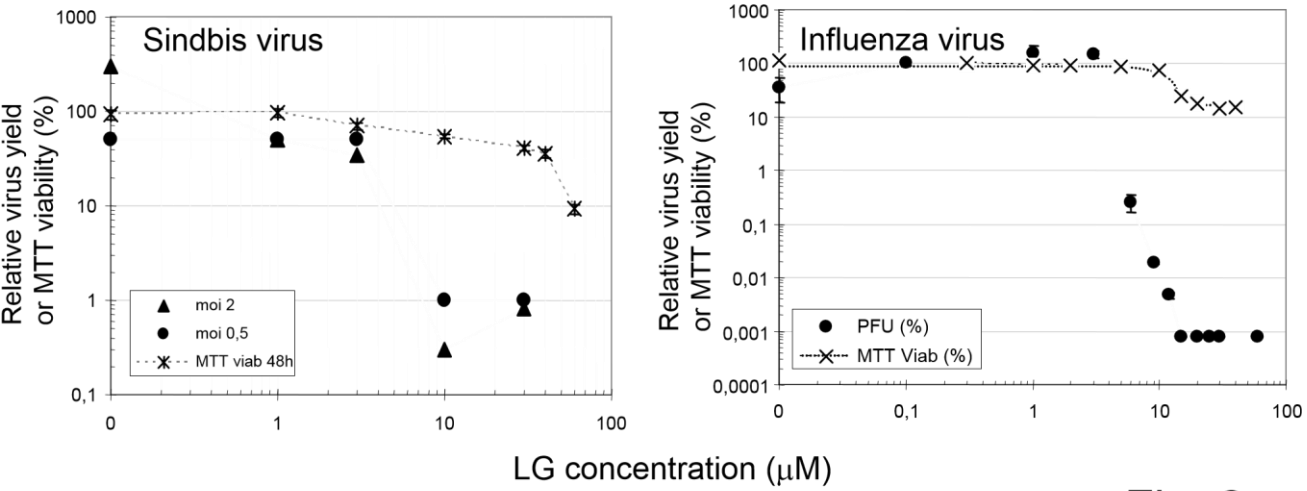 Sindbis virus
Relative virus yield
or MTT viability (%)
1000
100
10
1
0,1
moi 2
moi 0,5
MTT viab 48h
0 1 10 100
Influenza virus
Relative virus yield
or MTT viability (%)
1000
100
10
1
0,1
0,01
0,001
0,0001
PFU (%)
MTT Viab (%)
0 0,1 1 10 100
LG concentration (μM)